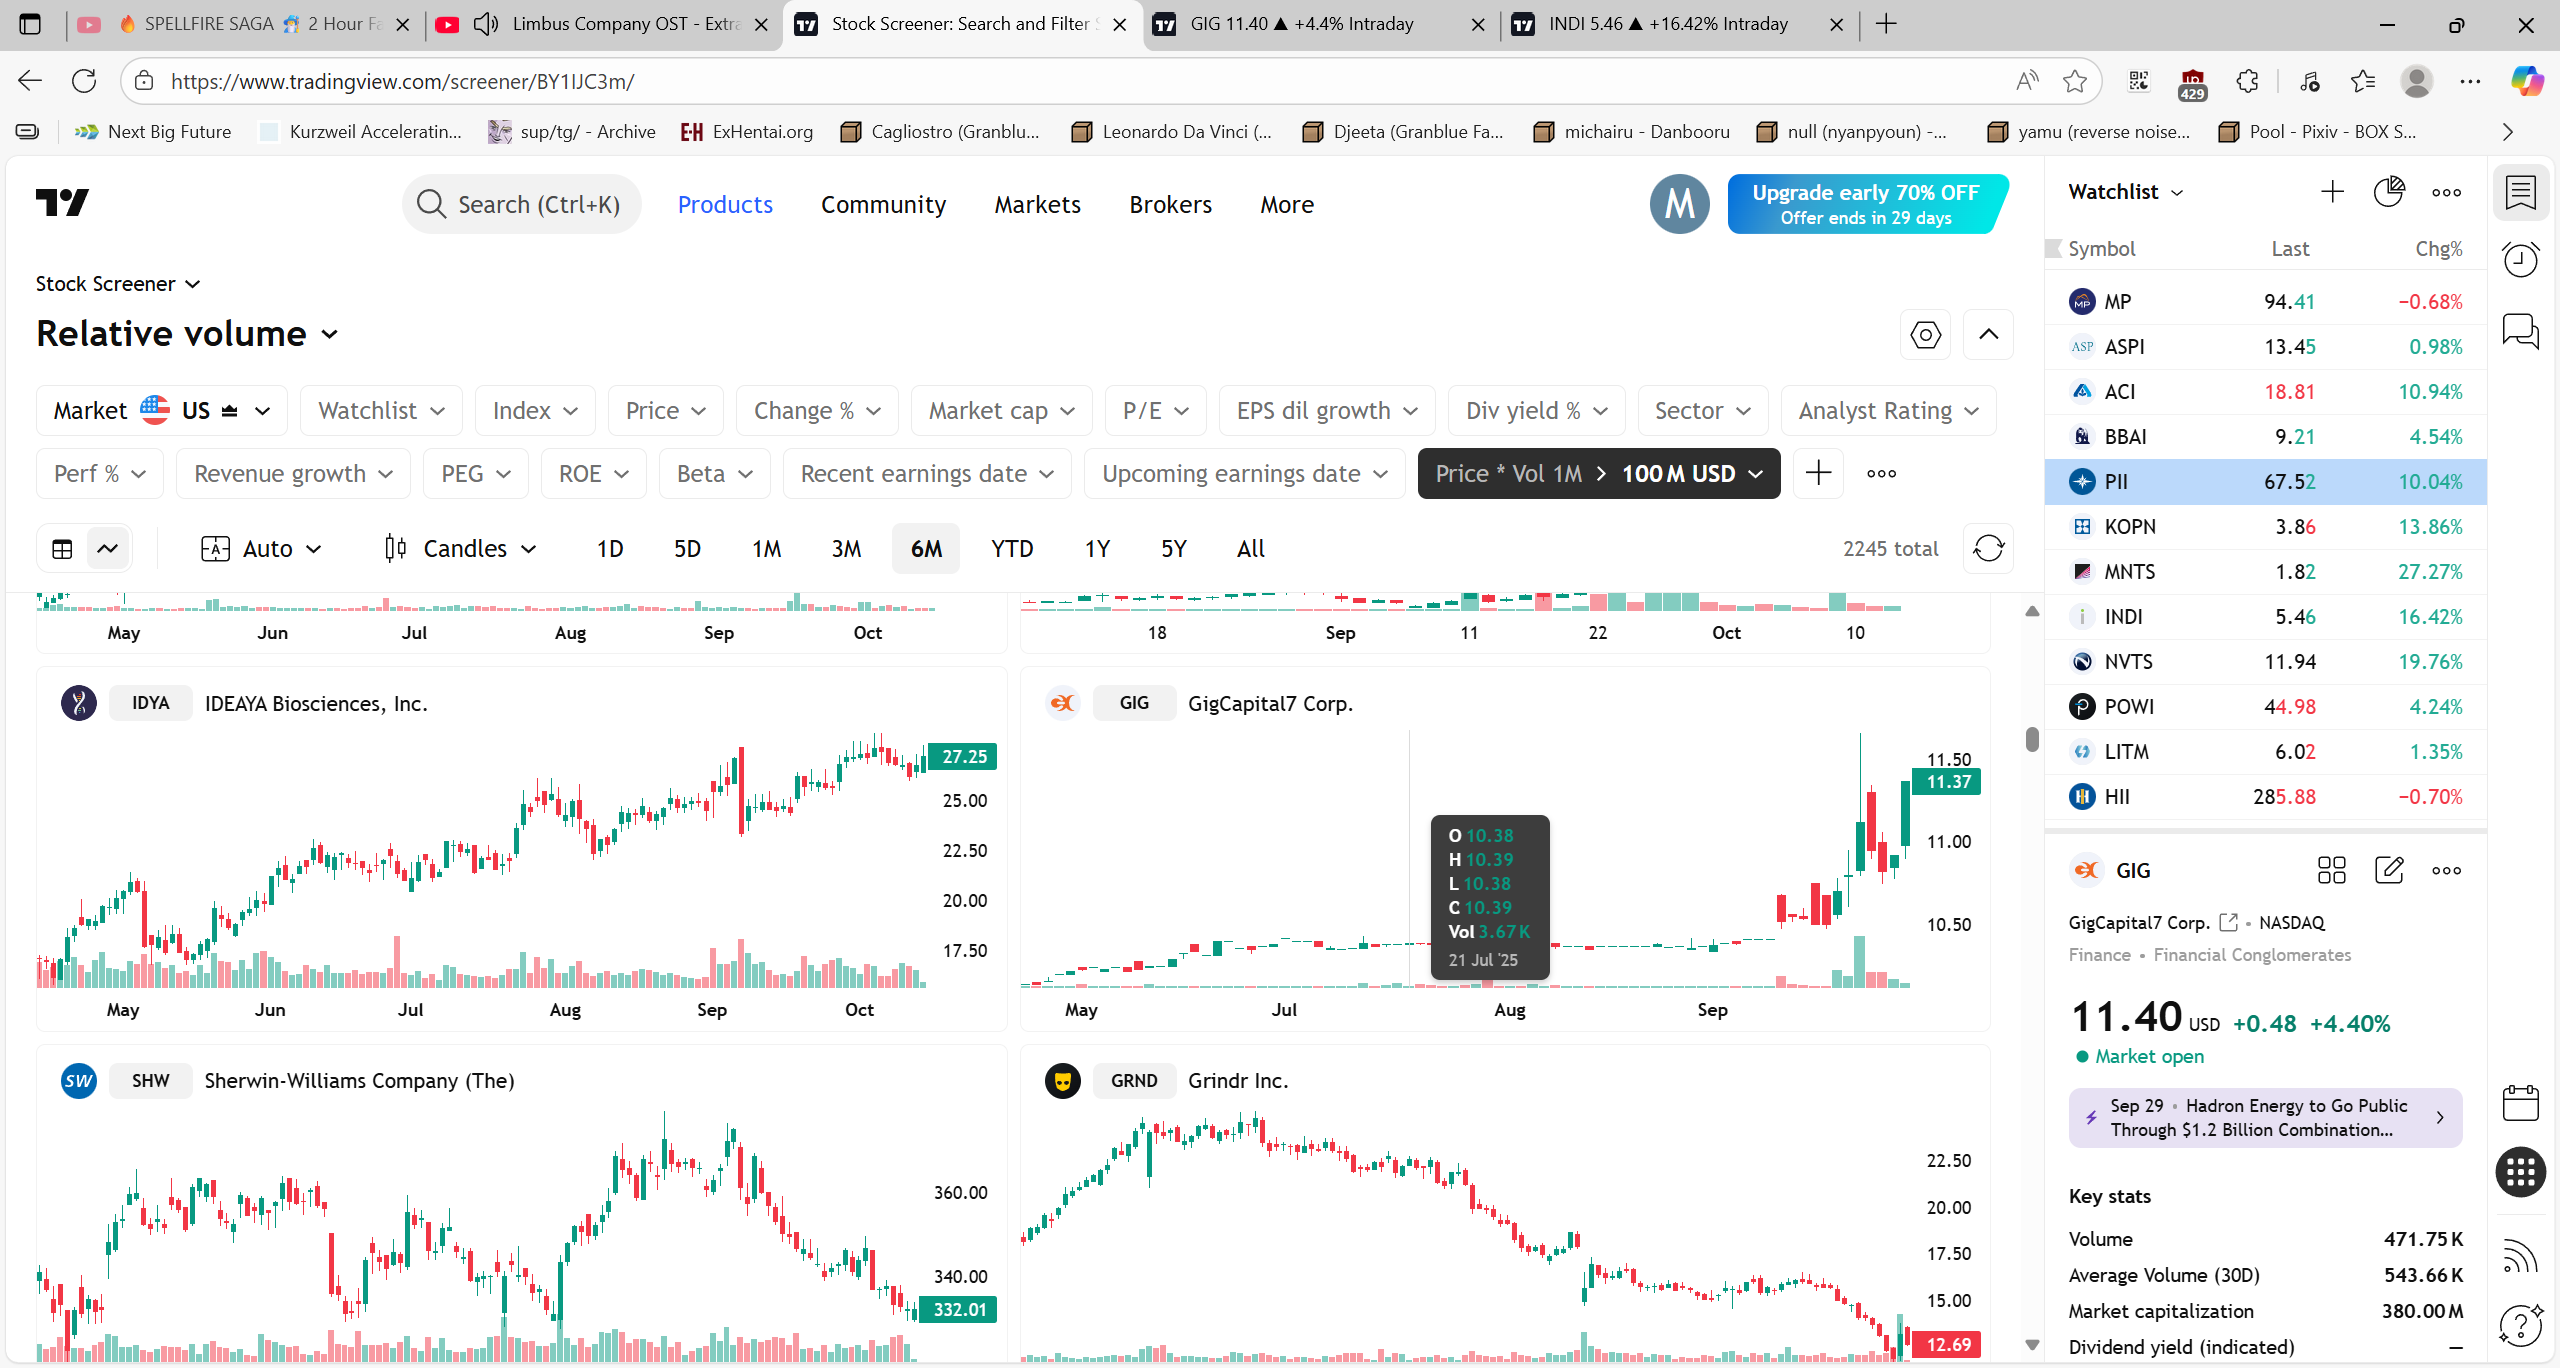 🔥 SPELLFIRE SAGA 🧙 2 Hour Fa
Limbus Company OST - Extra
Stock Screener: Search and Filter S
GIG 11.40 ▲ +4.4% Intraday
INDI 5.46 ▲ +16.42% Intraday
https://www.tradingview.com/screener/BY1IJC3m/
429
Next Big Future
Kurzweil Acceleratin...
sup/tg/ - Archive
E-H ExHentai.org
Cagliostro (Granblu...
Leonardo Da Vinci (...
Djeeta (Granblue Fa...
michairu - Danbooru
null (nyanpyoun) -...
yamu (reverse noise...
Pool - Pixiv - BOX S...
Search (Ctrl+K)
Products
Community
Markets
Brokers
More
M
Upgrade early 70% OFF
Offer ends in 29 days
Stock Screener
Relative volume
Market US
Watchlist
Index
Price
Change %
Market cap
P/E
EPS dil growth
Div yield %
Sector
Analyst Rating
Perf %
Revenue growth
PEG
ROE
Beta
Recent earnings date
Upcoming earnings date
Price * Vol 1M > 100 M USD
Auto
Candles
1D 5D 1M 3M 6M YTD 1Y 5Y All
2245 total
May Jun Jul Aug Sep Oct
18 Sep 11 22 Oct 10
IDYA IDEAYA Biosciences, Inc.
27.25
25.00
22.50
20.00
17.50
May Jun Jul Aug Sep Oct
GIG GigCapital7 Corp.
11.50
11.37
11.00
10.50
O 10.38
H 10.39
L 10.38
C 10.39
Vol 3.67 K
21 Jul '25
May Jul Aug Sep
SW SHW Sherwin-Williams Company (The)
360.00
340.00
332.01
GRND Grindr Inc.
22.50
20.00
17.50
15.00
12.69
Watchlist
Symbol Last Chg%
MP 94.41 −0.68%
ASP ASPI 13.45 0.98%
ACI 18.81 10.94%
BBAI 9.21 4.54%
PII 67.52 10.04%
KOPN 3.86 13.86%
MNTS 1.82 27.27%
INDI 5.46 16.42%
NVTS 11.94 19.76%
POWI 44.98 4.24%
LITM 6.02 1.35%
HII 285.88 −0.70%
GIG
GigCapital7 Corp. • NASDAQ
Finance • Financial Conglomerates
11.40 USD +0.48 +4.40%
Market open
Sep 29 • Hadron Energy to Go Public
Through $1.2 Billion Combination...
Key stats
Volume 471.75 K
Average Volume (30D) 543.66 K
Market capitalization 380.00 M
Dividend yield (indicated) —